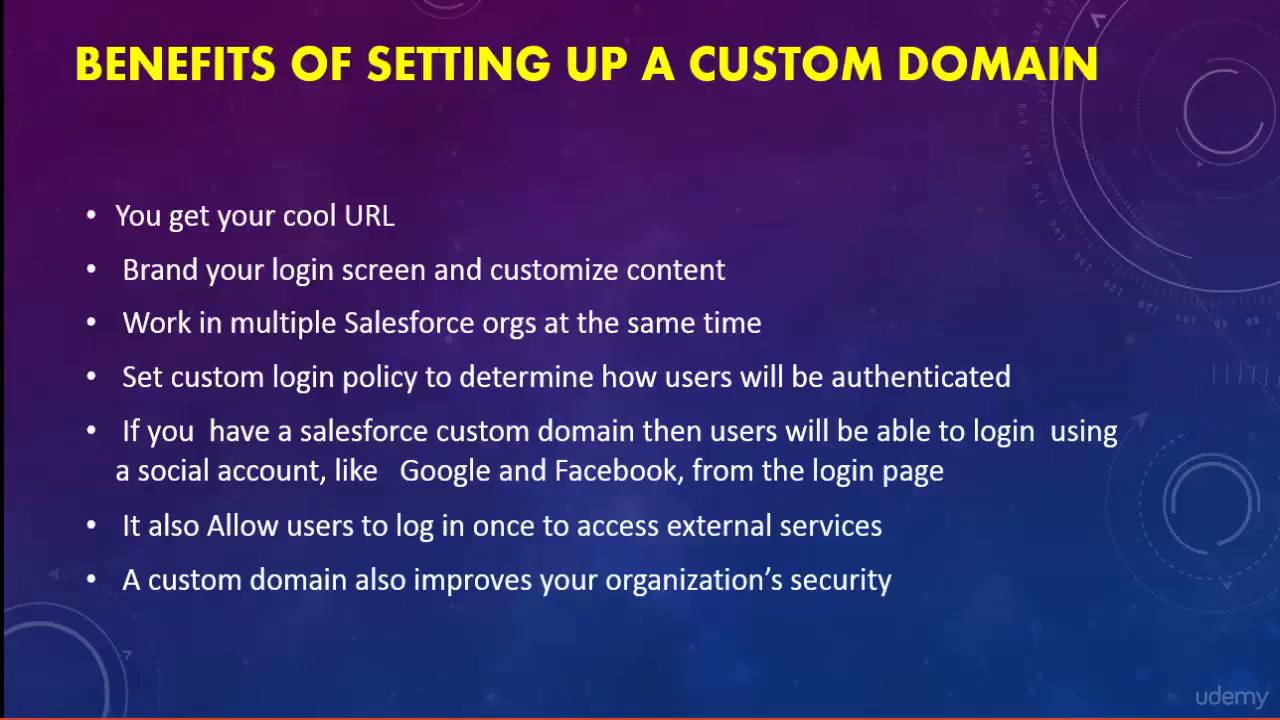 BENEFITS OF SETTING UP A CUSTOM DOMAIN
• You get your cool URL
• Brand your login screen and customize content
• Work in multiple Salesforce orgs at the same time
• Set custom login policy to determine how users will be authenticated
• If you have a salesforce custom domain then users will be able to login using
a social account, like Google and Facebook, from the login page
• It also Allow users to log in once to access external services
• A custom domain also improves your organization’s security
udemy